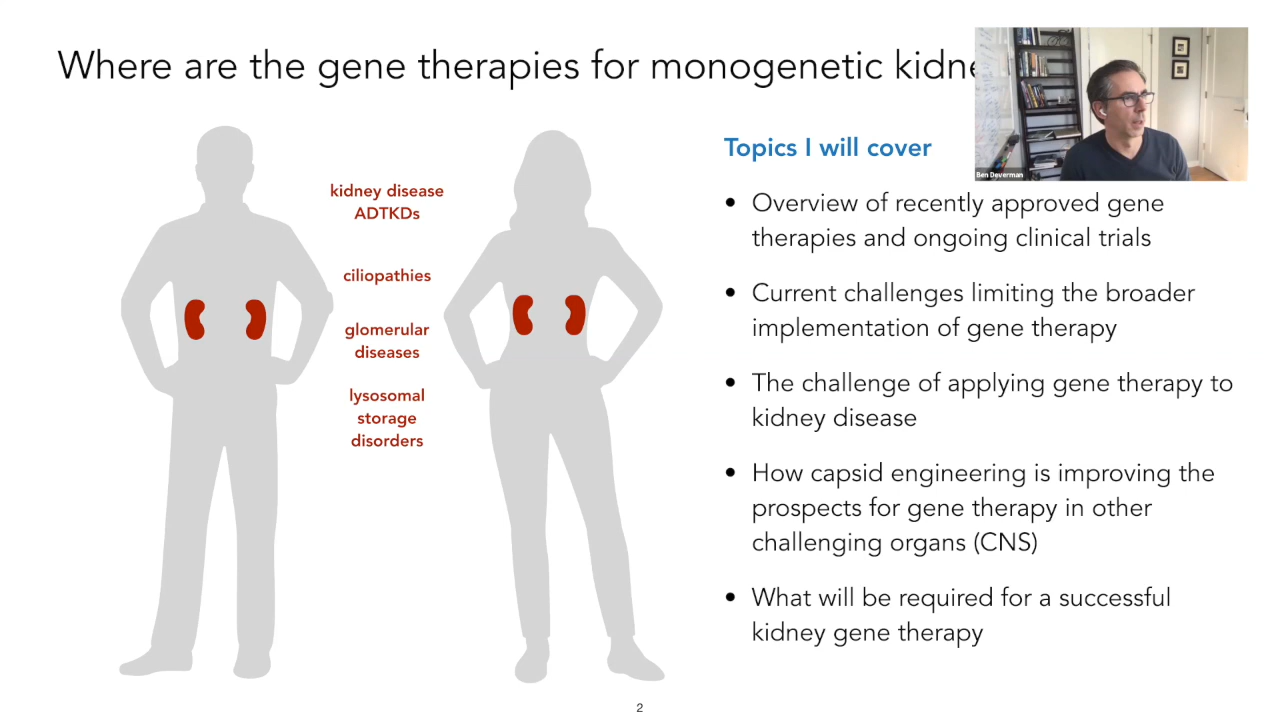 Where are the gene therapies for monogenetic
Ben Deverman
kidney disease
ADTKDs
ciliopathies
glomerular
diseases
lysosomal
storage
disorders
Topics I will cover
• Overview of recently approved gene
therapies and ongoing clinical trials
• Current challenges limiting the broader
implementation of gene therapy
• The challenge of applying gene therapy to
kidney disease
• How capsid engineering is improving the
prospects for gene therapy in other
challenging organs (CNS)
• What will be required for a successful
kidney gene therapy
2